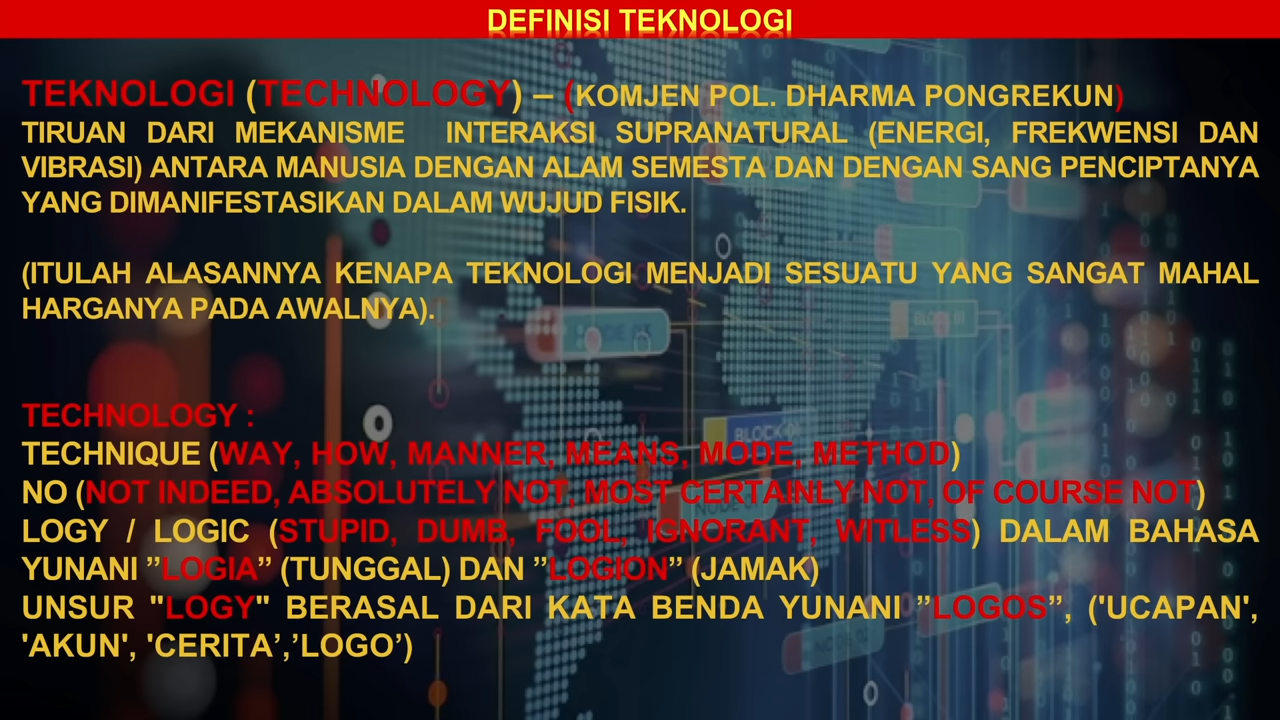 DEFINISI TEKNOLOGI
TEKNOLOGI (TECHNOLOGY) – (KOMJEN POL. DHARMA PONGREKUN)
TIRUAN DARI MEKANISME INTERAKSI SUPRANATURAL (ENERGI, FREKWENSI DAN
VIBRASI) ANTARA MANUSIA DENGAN ALAM SEMESTA DAN DENGAN SANG PENCIPTANYA
YANG DIMANIFESTASIKAN DALAM WUJUD FISIK.
(ITULAH ALASANNYA KENAPA TEKNOLOGI MENJADI SESUATU YANG SANGAT MAHAL
HARGANYA PADA AWALNYA).
TECHNOLOGY :
TECHNIQUE (WAY, HOW, MANNER, MEANS, MODE, METHOD)
NO (NOT INDEED, ABSOLUTELY NOT, MOST CERTAINLY NOT, OF COURSE NOT)
LOGY / LOGIC (STUPID, DUMB, FOOL, IGNORANT, WITLESS) DALAM BAHASA
YUNANI ”LOGIA” (TUNGGAL) DAN ”LOGION” (JAMAK)
UNSUR "LOGY" BERASAL DARI KATA BENDA YUNANI ”LOGOS”, ('UCAPAN',
'AKUN', 'CERITA’,’LOGO’)
BLOCK 01